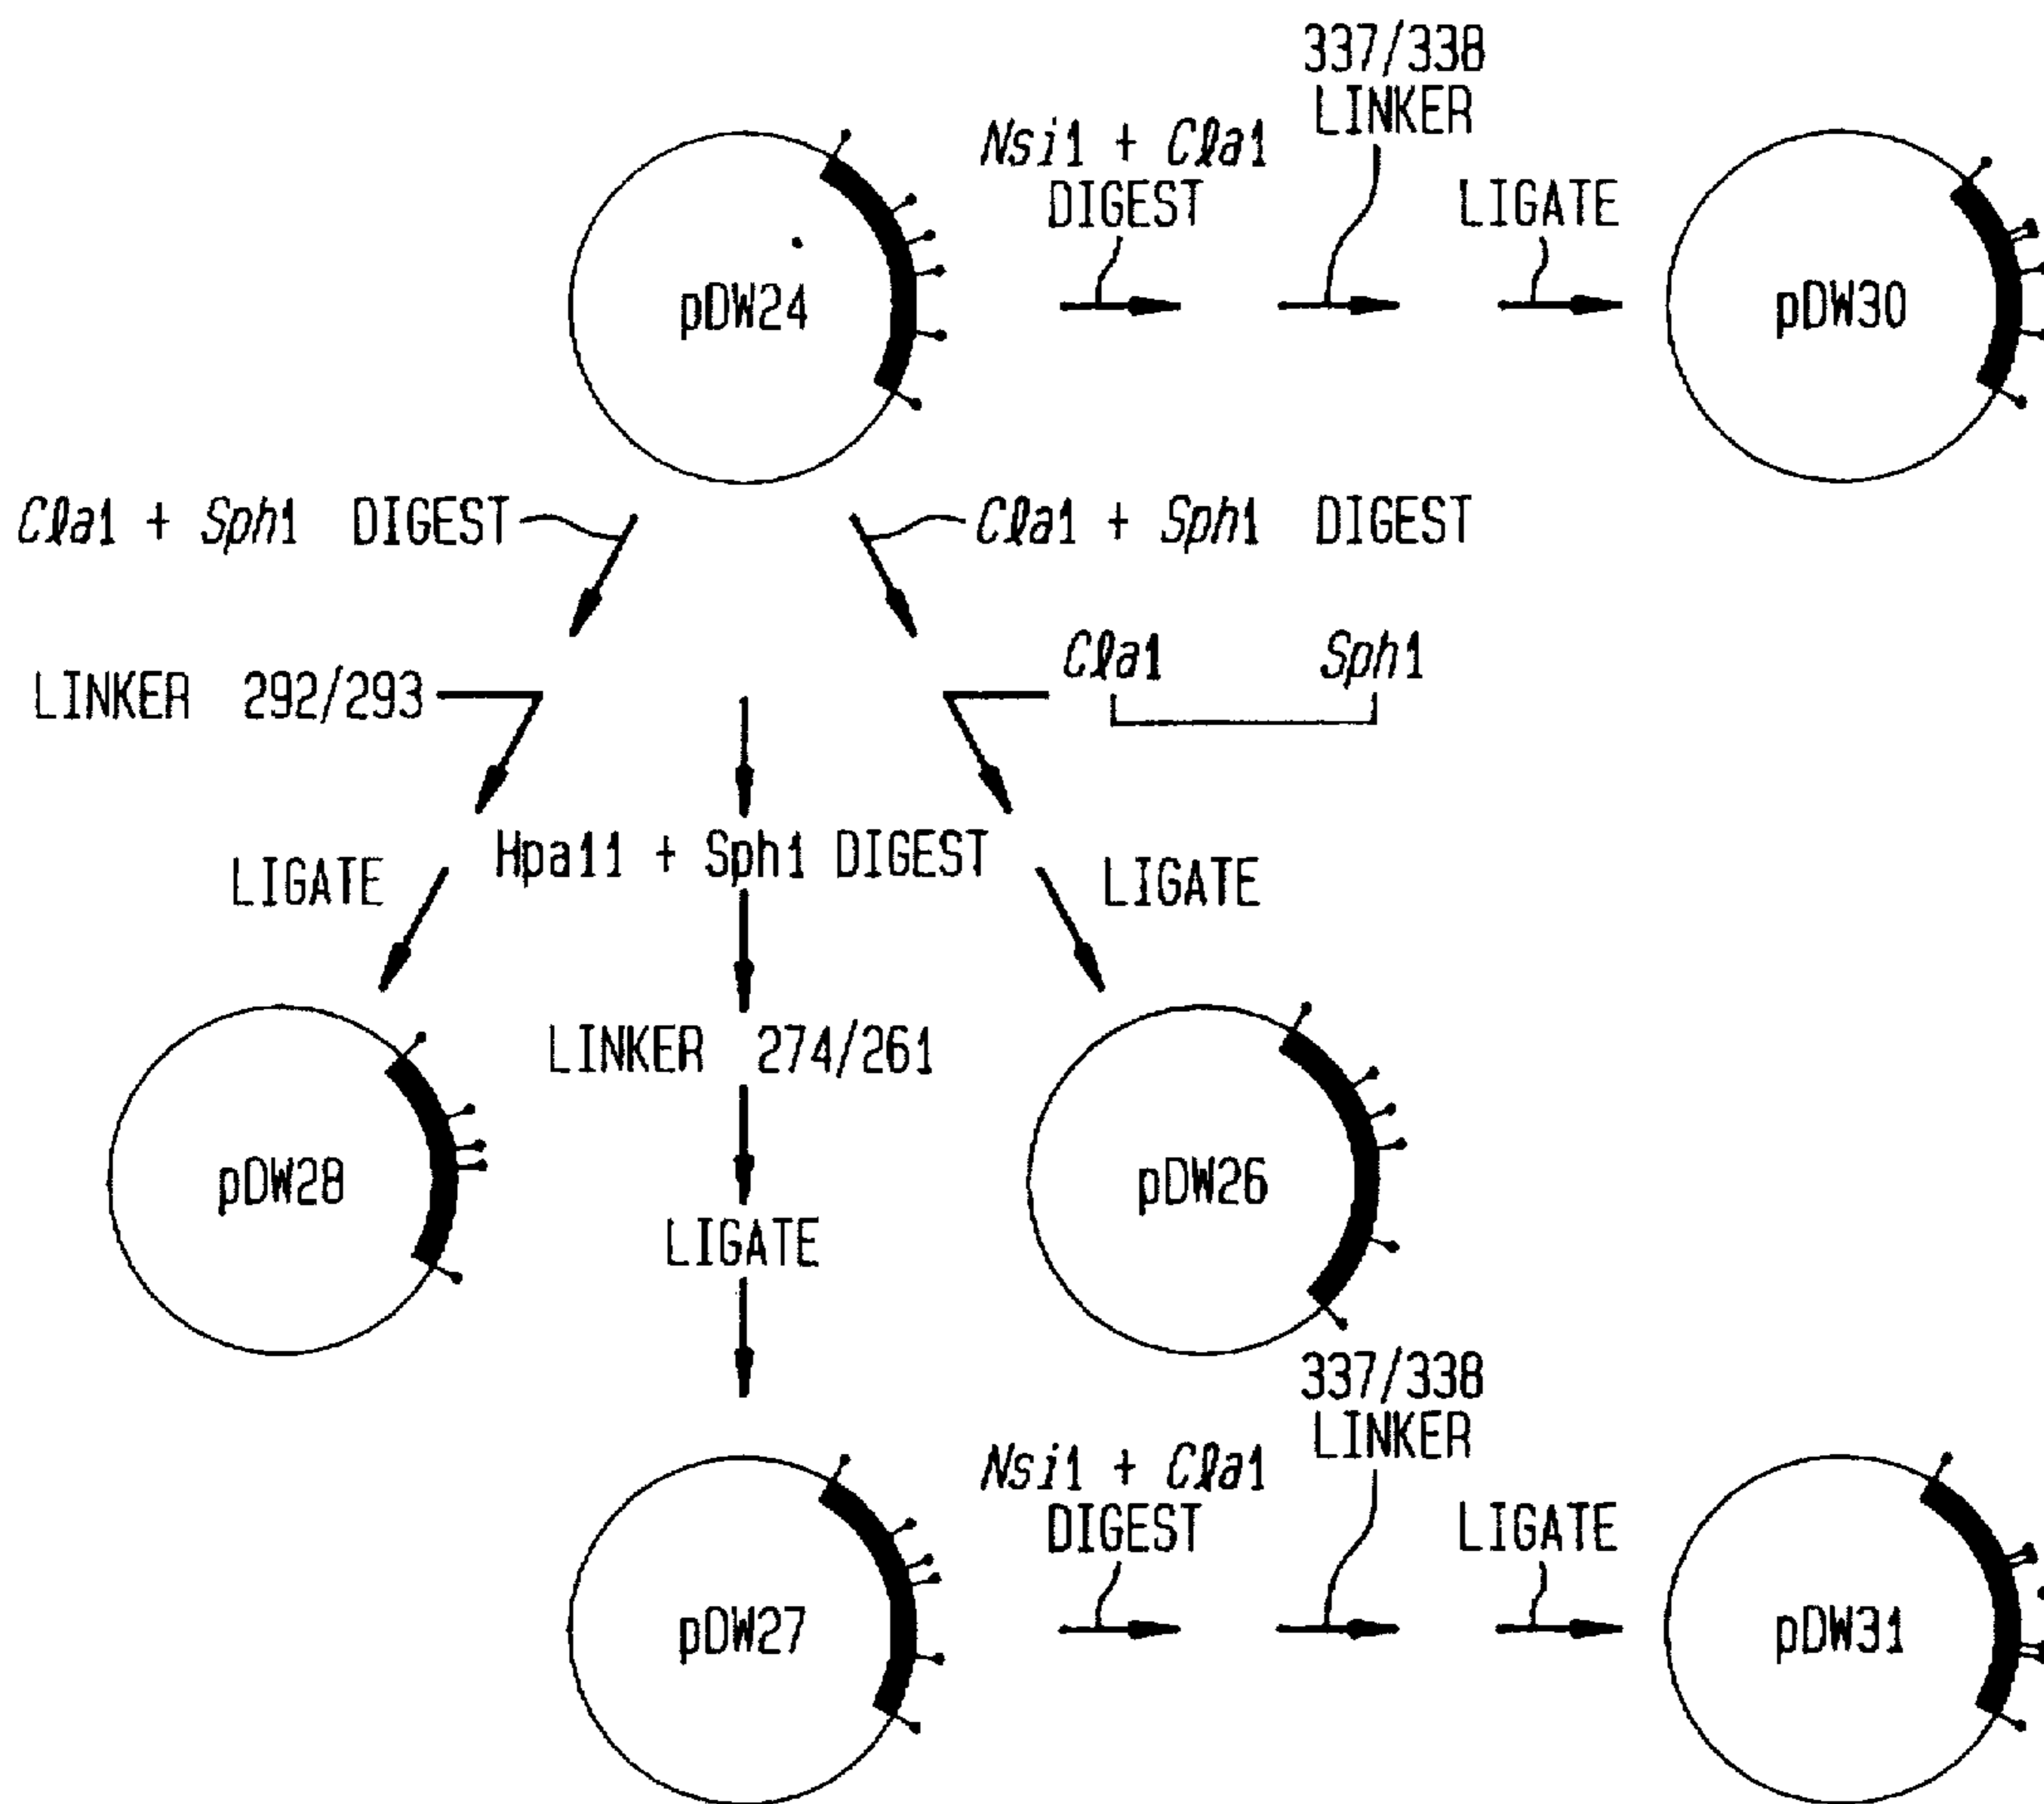 337/338
LINKER
Nsi1 + Cla1
DIGEST
LIGATE
pDW24
pDW30
Cla1 + Sph1 DIGEST
Cla1 + Sph1 DIGEST
LINKER 292/293
Cla1 Sph1
Hpa11 + Sph1 DIGEST
LIGATE
LIGATE
LINKER 274/261
pDW28
pDW26
LIGATE
337/338
LINKER
Nsi1 + Cla1
DIGEST
LIGATE
pDW27
pDW31